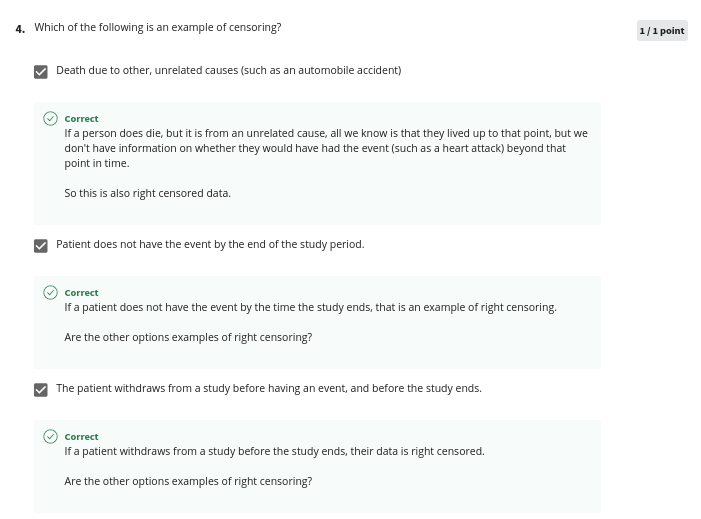 4. Which of the following is an example of censoring?
1 / 1 point
Death due to other, unrelated causes (such as an automobile accident)
Correct
If a person does die, but it is from an unrelated cause, all we know is that they lived up to that point, but we
don't have information on whether they would have had the event (such as a heart attack) beyond that
point in time.
So this is also right censored data.
Patient does not have the event by the end of the study period.
Correct
If a patient does not have the event by the time the study ends, that is an example of right censoring.
Are the other options examples of right censoring?
The patient withdraws from a study before having an event, and before the study ends.
Correct
If a patient withdraws from a study before the study ends, their data is right censored.
Are the other options examples of right censoring?